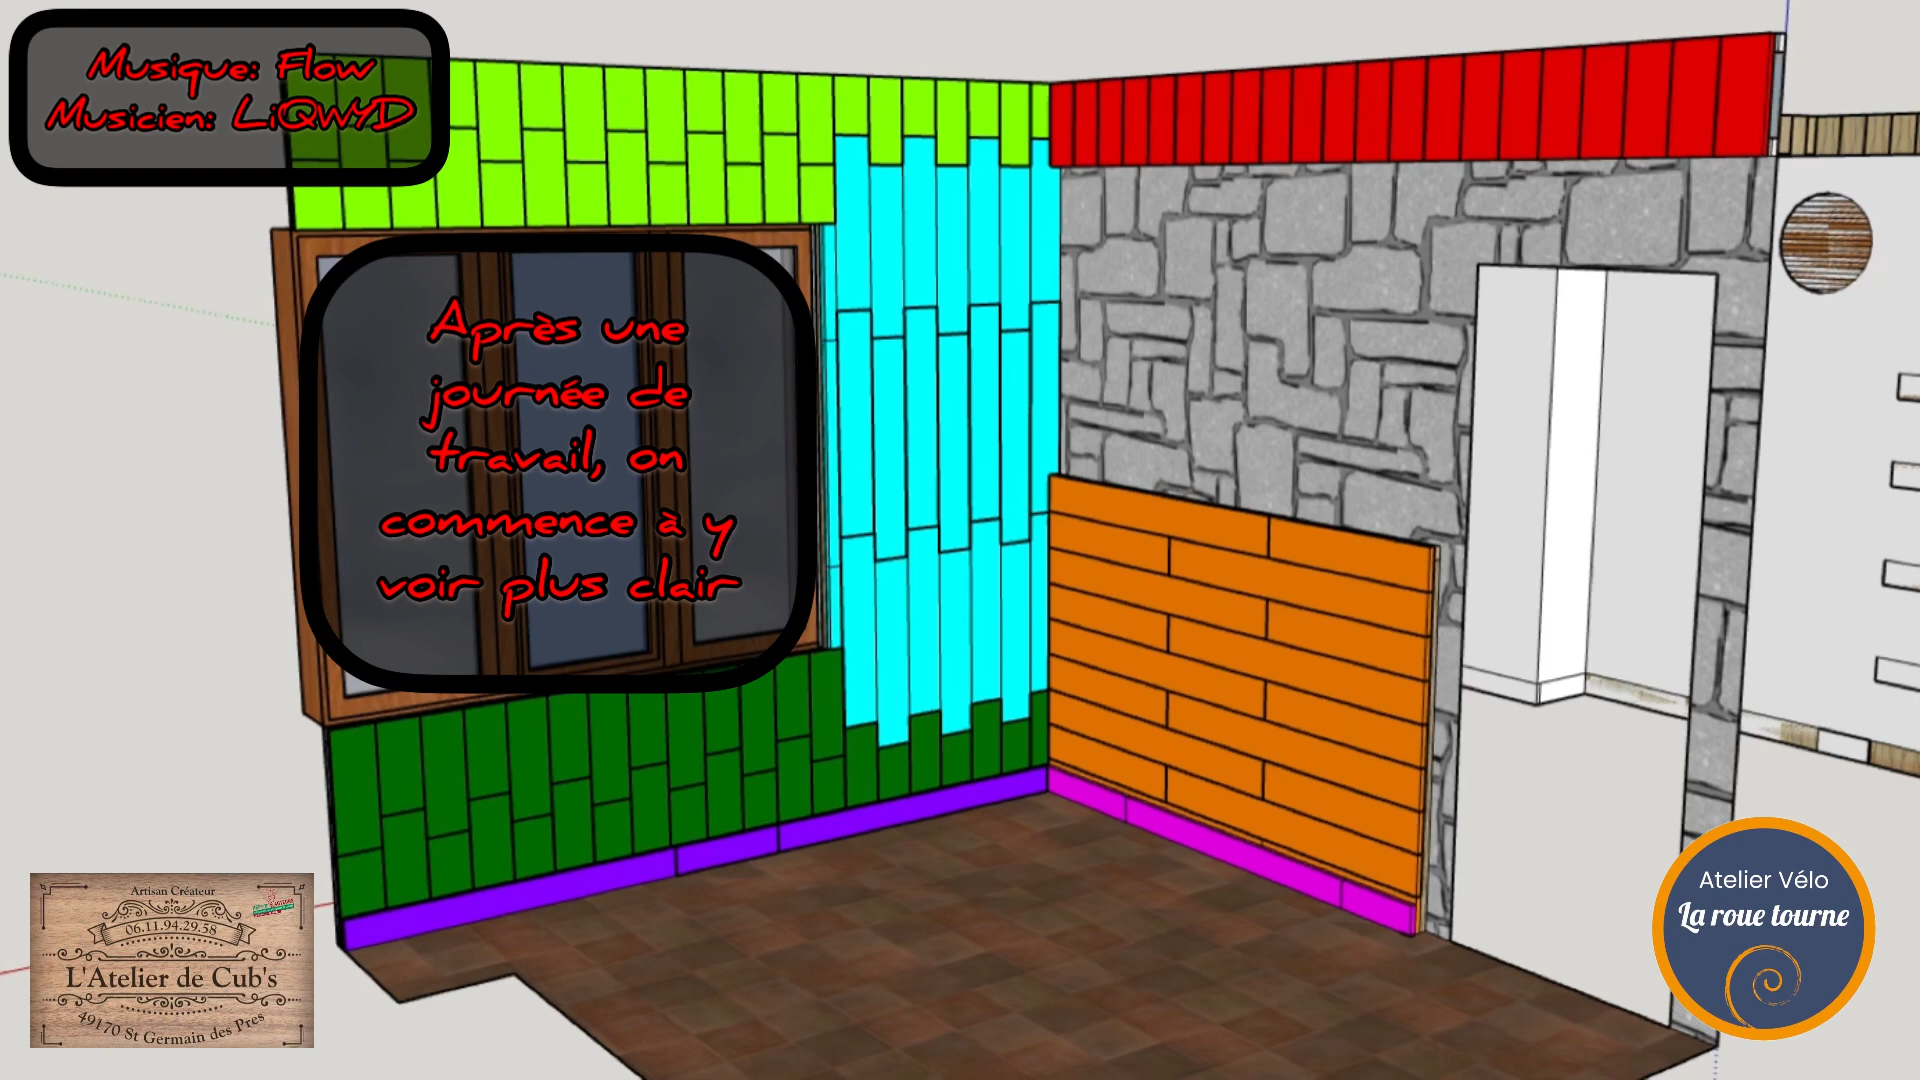 Musique: Flow
Musicien: LiQWYD
Après une
journée de
travail, on
commence à y
voir plus clair
Artisan Créateur
06.11.94.29.58
L'Atelier de Cub's
49170 St Germain des Pres
Atelier Vélo
La roue tourne